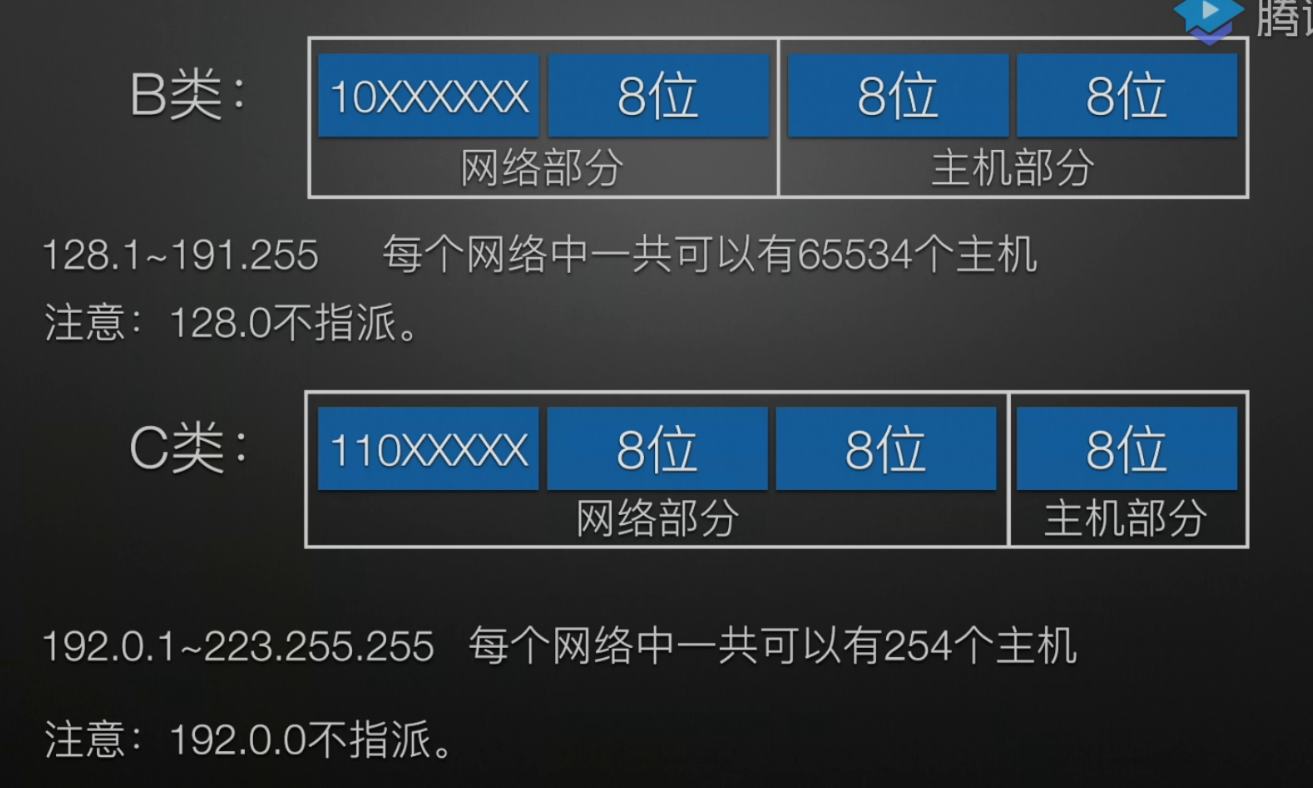 腾
B类：
10XXXXXX 8位 8位 8位
网络部分 主机部分
128.1~191.255 每个网络中一共可以有65534个主机
注意：128.0不指派。
C类：
110XXXXX 8位 8位 8位
网络部分 主机部分
192.0.1~223.255.255 每个网络中一共可以有254个主机
注意：192.0.0不指派。